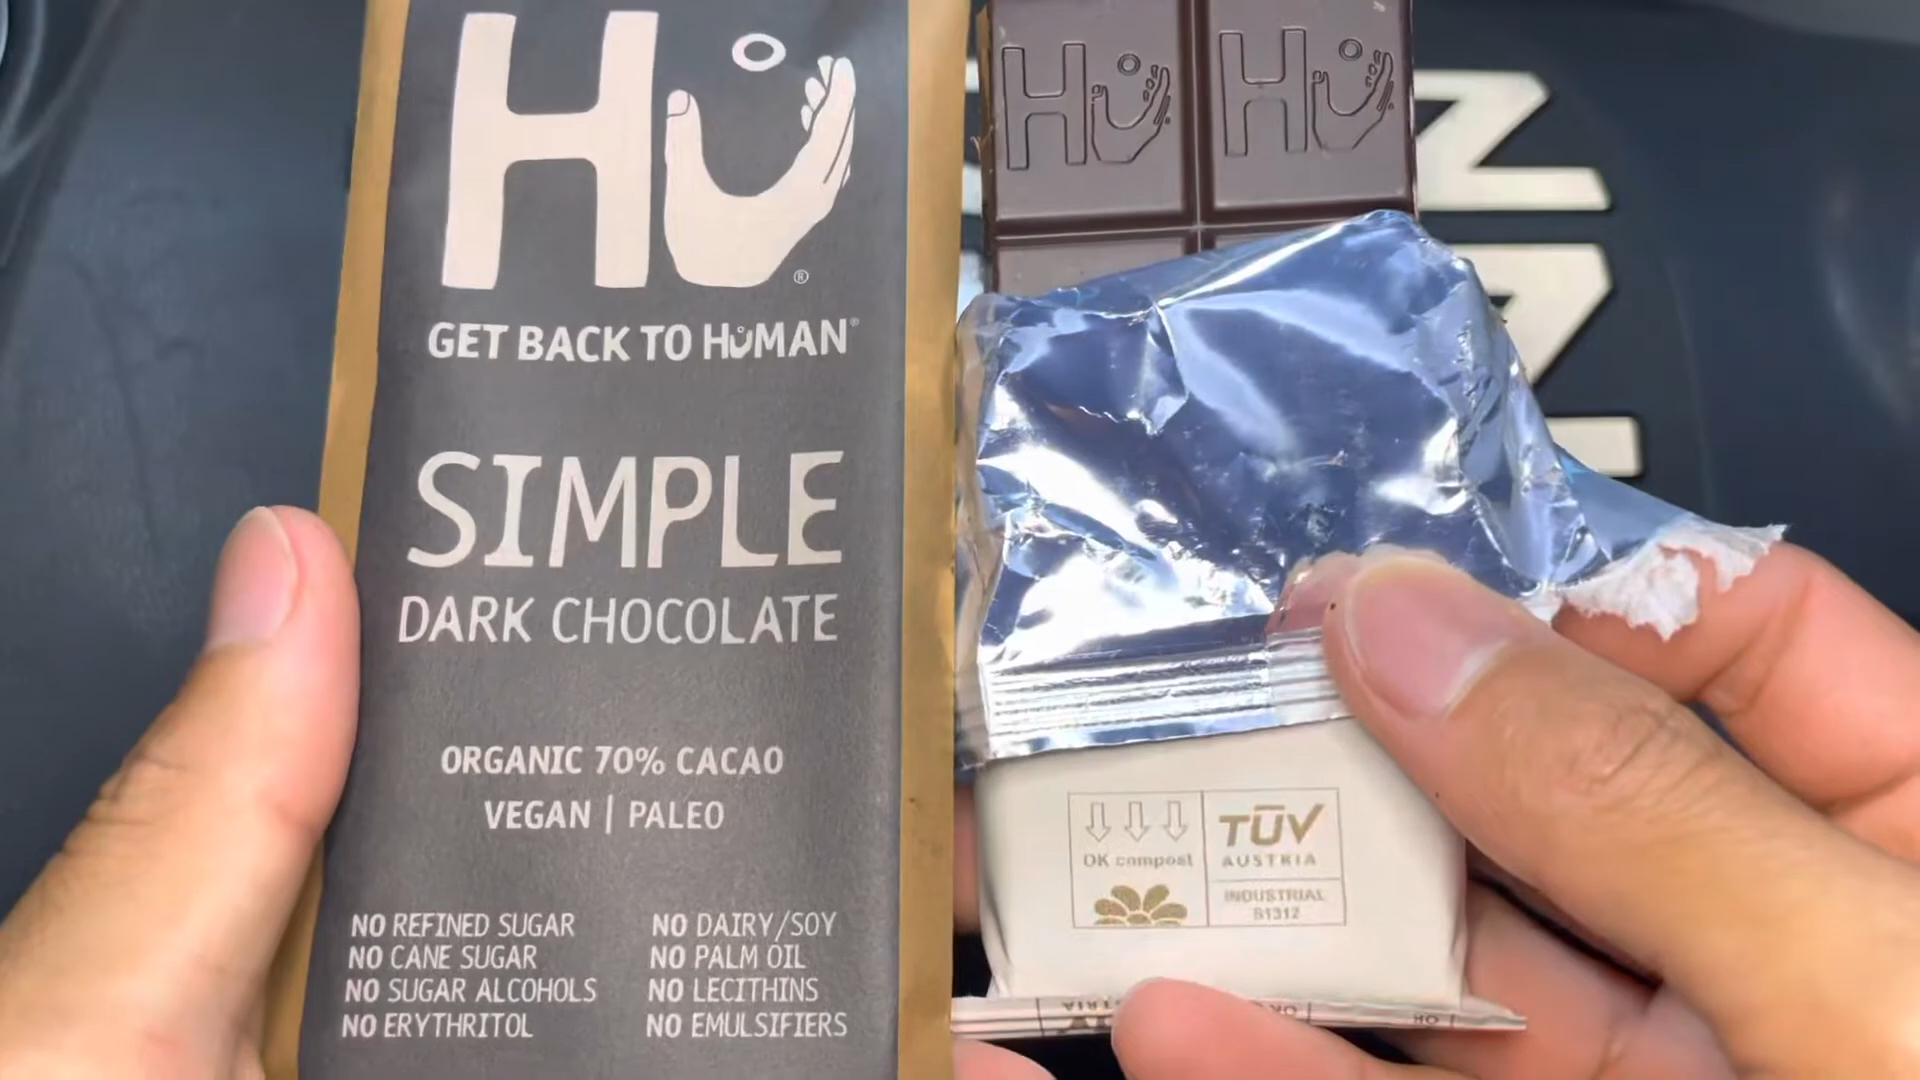 Hu
®
GET BACK TO HUMAN®
SIMPLE
DARK CHOCOLATE
ORGANIC 70% CACAO
VEGAN | PALEO
NO REFINED SUGAR
NO CANE SUGAR
NO SUGAR ALCOHOLS
NO ERYTHRITOL
NO DAIRY/SOY
NO PALM OIL
NO LECITHINS
NO EMULSIFIERS
Hu
Hu
OK compost
TÜV
AUSTRIA
INDUSTRIAL
S1312